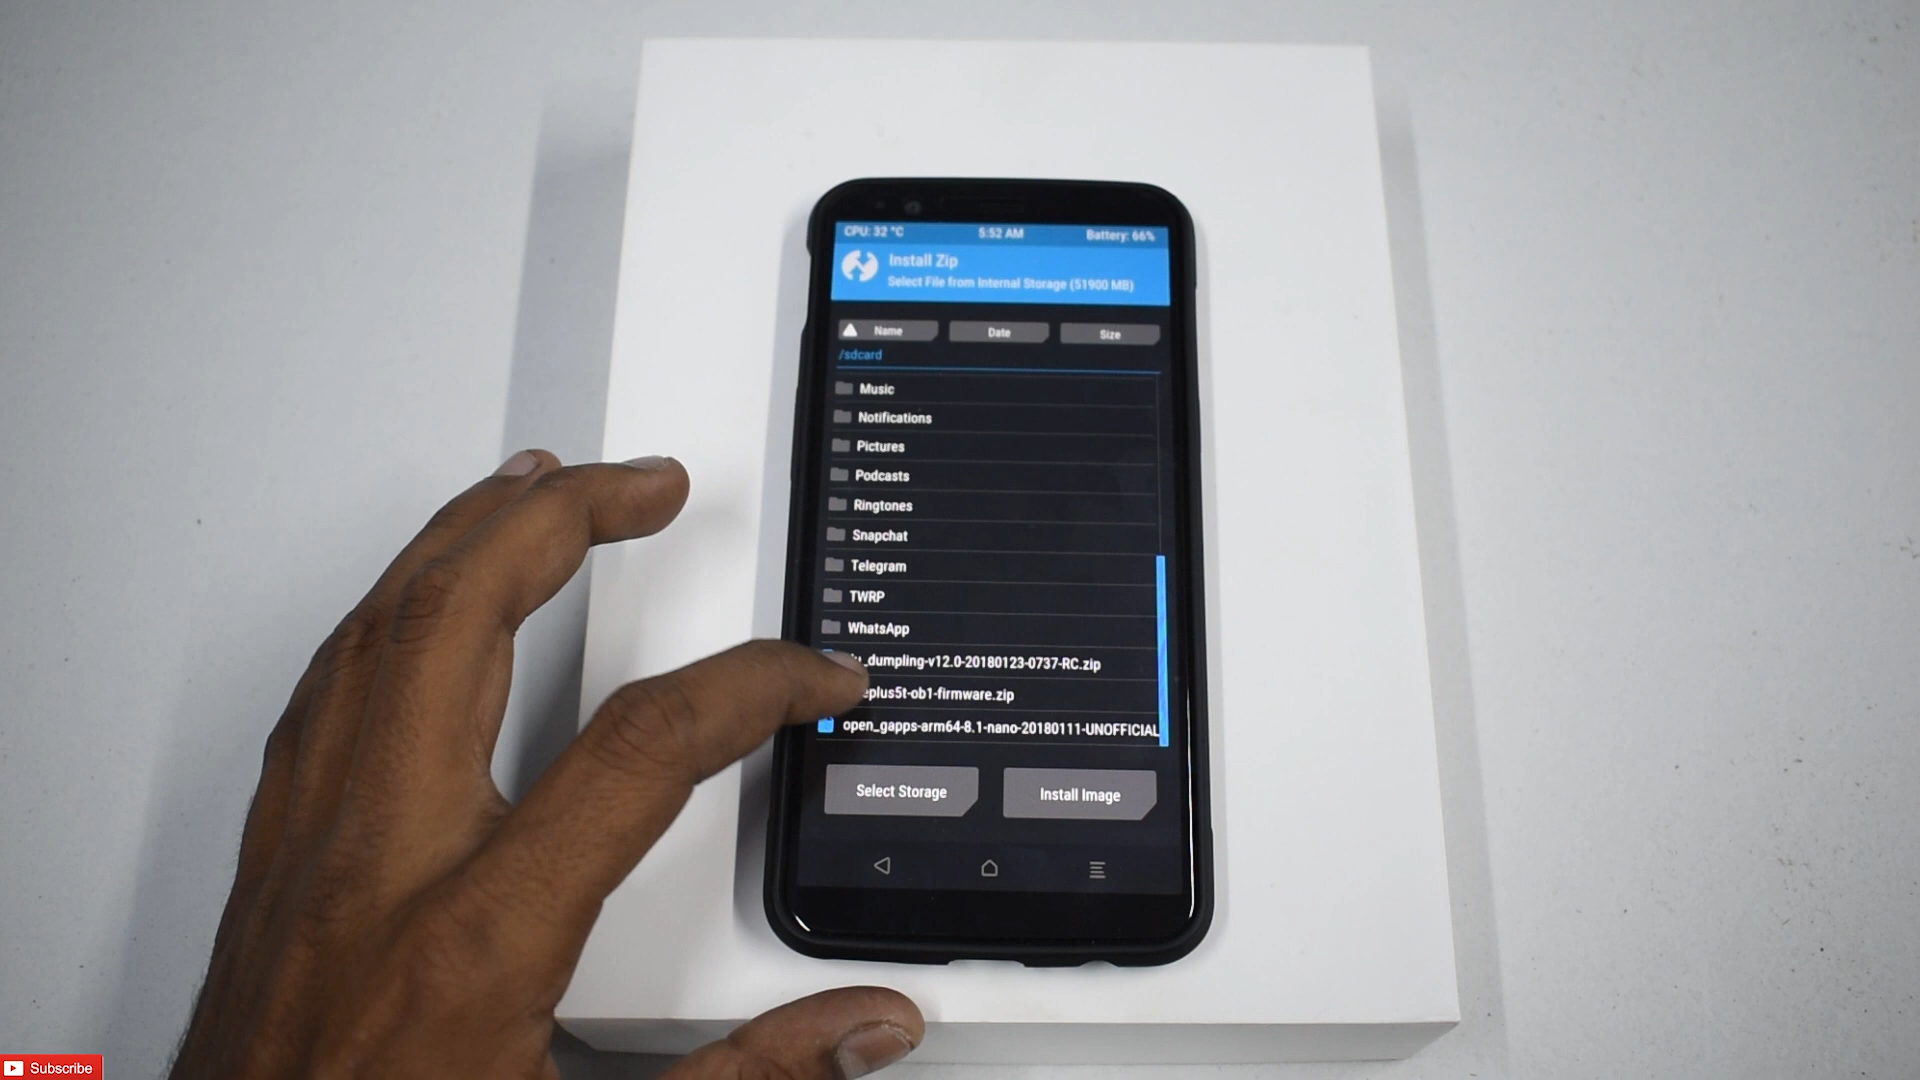 CPU: 32 °C 5:52 AM Battery: 66%
Install Zip
Select File from Internal Storage (51900 MB)
Name Date Size
/sdcard
Music
Notifications
Pictures
Podcasts
Ringtones
Snapchat
Telegram
TWRP
WhatsApp
_dumpling-v12.0-20180123-0737-RC.zip
eplus5t-ob1-firmware.zip
open_gapps-arm64-8.1-nano-20180111-UNOFFICIAL
Select Storage Install Image
Subscribe